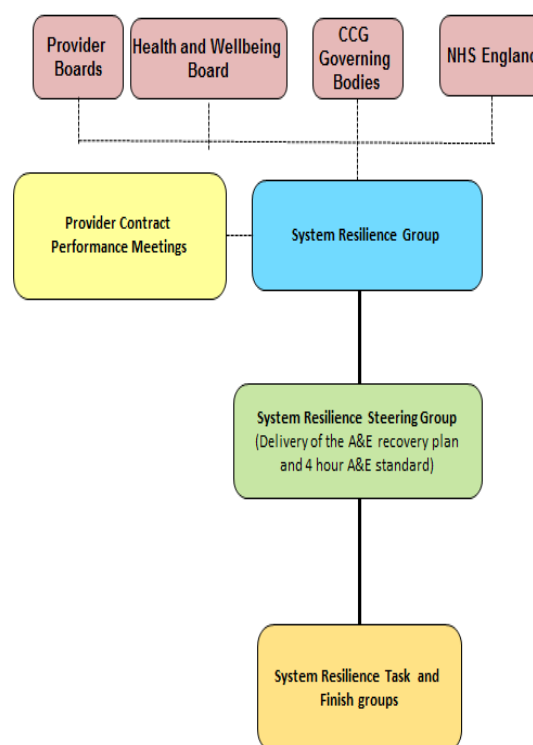 Provider
Boards
Health and Wellbeing
Board
CCG
Governing
Bodies
NHS England
Provider Contract
Performance Meetings
System Resilience Group
System Resilience Steering Group
(Delivery of the A&E recovery plan
and 4 hour A&E standard)
System Resilience Task and
Finish groups